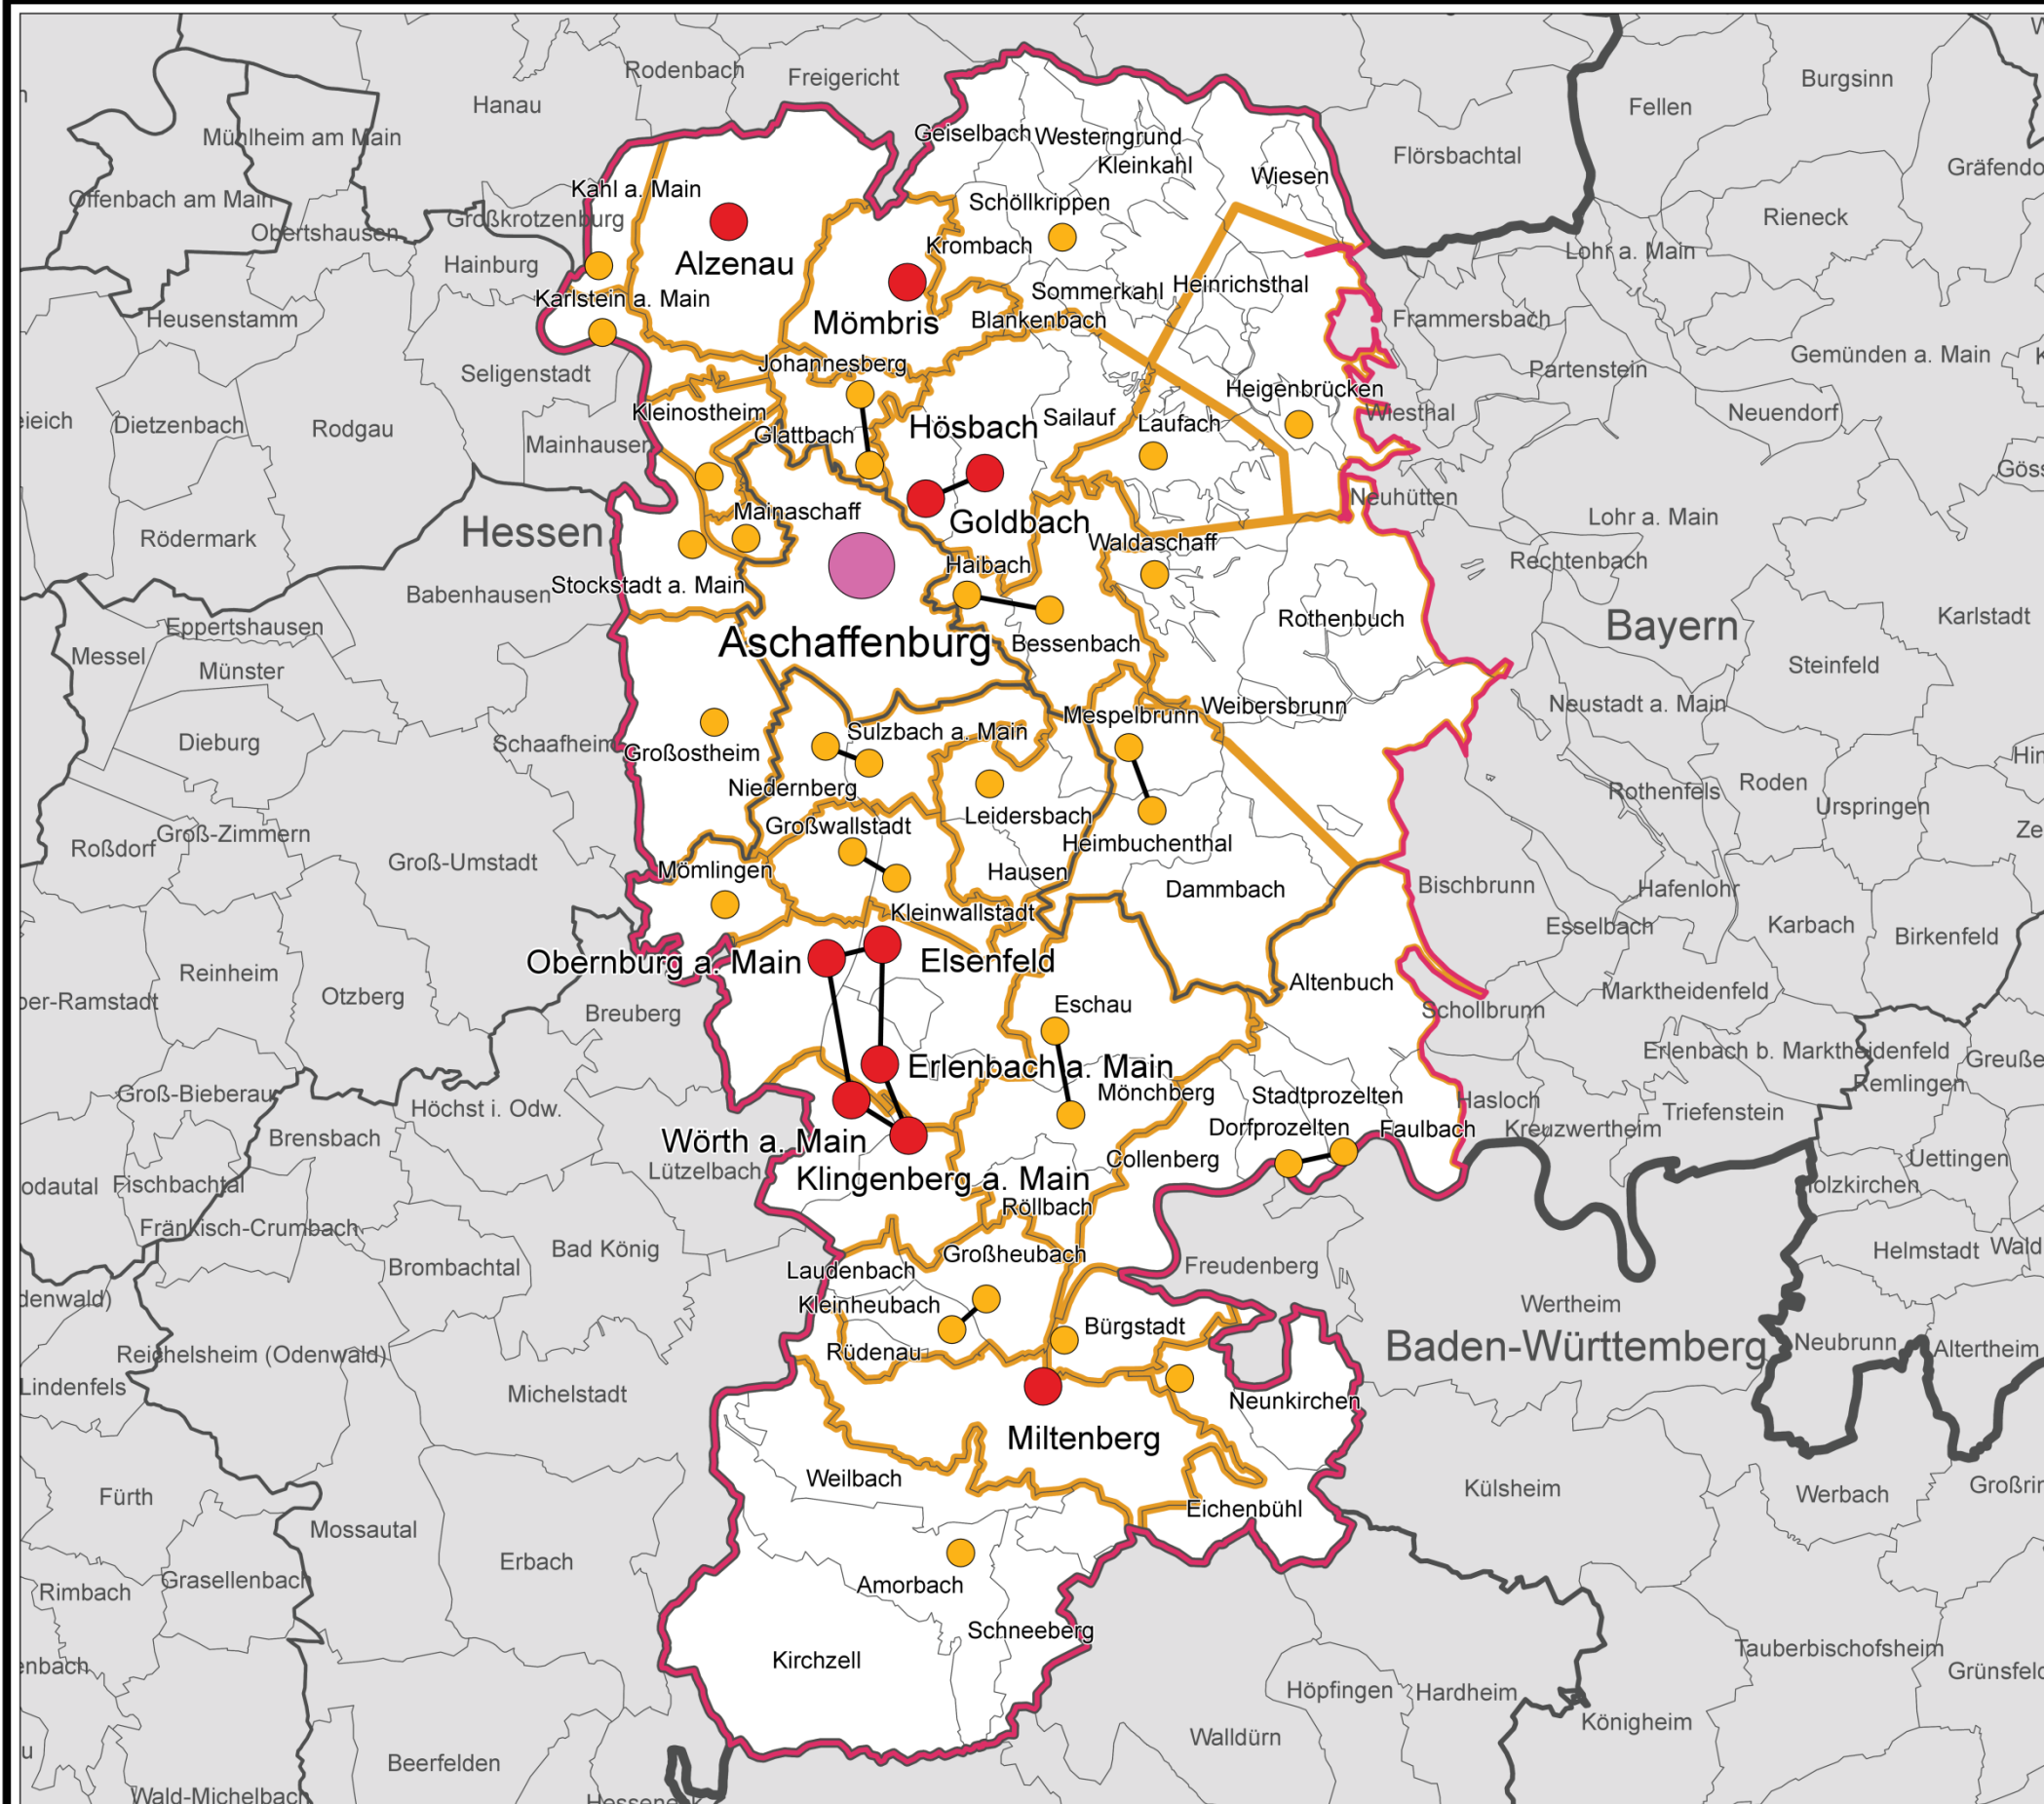 Rodenbach
Freigericht
Hanau
Burgsinn
Fellen
Mühlheim am Main
Geiselbach
Westerngrund
Kleinkahl
Flörsbachtal
Wiesen
Kahl a. Main
Offenbach am Main
Großkrotzenburg
Obertshausen
Schöllkrippen
Rieneck
Krombach
Lohr a. Main
Hainburg
Alzenau
Karlstein a. Main
Sommerkahl
Heinrichsthal
Heusenstamm
Mömbris
Blankenbach
Frammersbach
Gemünden a. Main
Johannesberg
Seligenstadt
Partenstein
Heigenbrücken
Kleinostheim
Wiesthal
Neuendorf
Dietzenbach
Rodgau
Mainhausen
Glattbach
Hösbach
Sailauf
Laufach
Neuhütten
Mainaschaff
Goldbach
Lohr a. Main
Hessen
Rödermark
Waldaschaff
Haibach
Rechtenbach
Babenhausen
Stockstadt a. Main
Rothenbuch
Karlstadt
Eppertshausen
Bayern
Messel
Münster
Aschaffenburg
Bessenbach
Steinfeld
Weibersbrunn
Neustadt a. Main
Mespelbrunn
Dieburg
Schaafheim
Großostheim
Sulzbach a. Main
Niedernberg
Roden
Rothenfels
Urspringen
Leidersbach
Großwallstadt
Heimbuchenthal
Roßdorf
Groß-Zimmern
Groß-Umstadt
Mömlingen
Hausen
Dammbach
Bischbrunn
Hafenlohr
Kleinwallstadt
Esselbach
Karbach
Birkenfeld
Obernburg a. Main
Elsenfeld
Reinheim
Otzberg
Altenbuch
Marktheidenfeld
Breuberg
Eschau
Schollbrunn
Erlenbach a. Main
Erlenbach b. Marktheidenfeld
Remlingen
Groß-Bieberau
Höchst i. Odw.
Mönchberg
Stadtprozelten
Hasloch
Triefenstein
Dorfprozelten
Faulbach
Kreuzwertheim
Brensbach
Wörth a. Main
Lützelbach
Collenberg
Uettingen
Klingenberg a. Main
Fischbachtal
Röllbach
Fränkisch-Crumbach
Bad König
Großheubach
Helmstadt
Brombachtal
Laudenbach
Freudenberg
Kleinheubach
Wertheim
Bürgstadt
Baden-Württemberg
Neubrunn
Altertheim
Rüdenau
Reichelsheim (Odenwald)
Lindenfels
Michelstadt
Neunkirchen
Miltenberg
Weilbach
Külsheim
Fürth
Werbach
Eichenbühl
Mossautal
Erbach
Grasellenbach
Rimbach
Amorbach
Schneeberg
Tauberbischofsheim
Kirchzell
Höpfingen
Hardheim
Königheim
Walldürn
Beerfelden
Wald-Michelbach